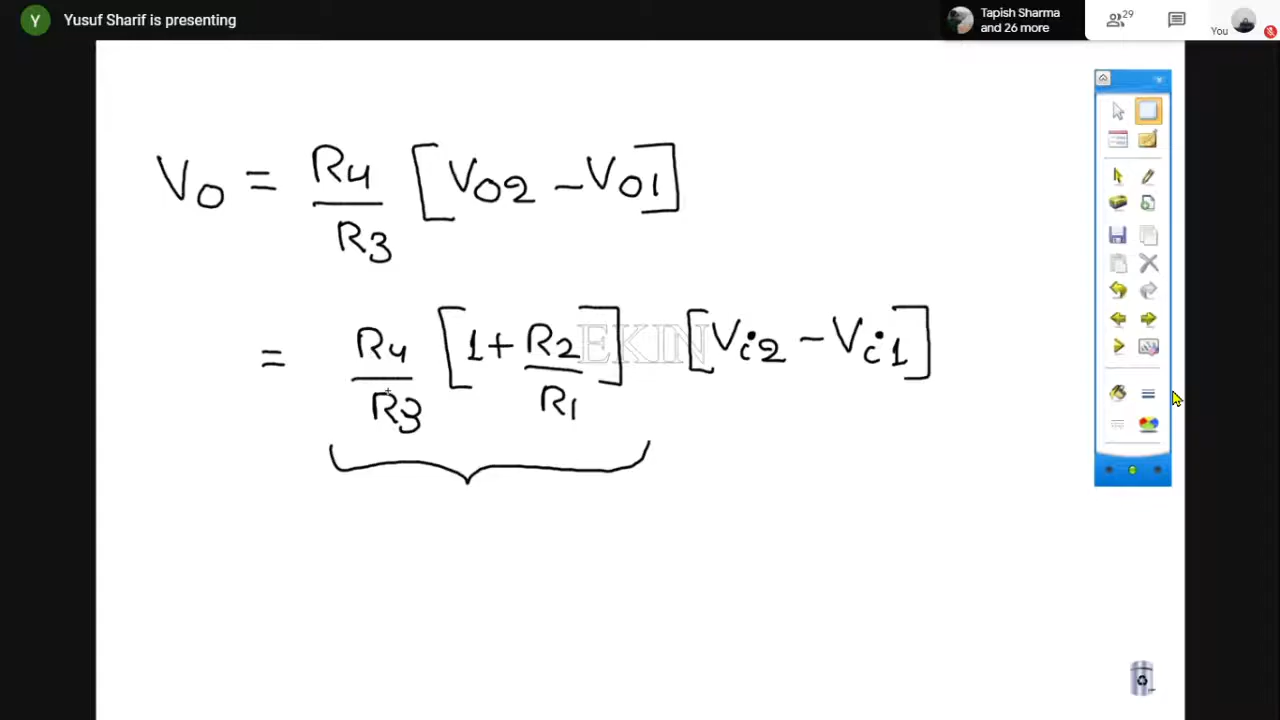 Y Yusuf Sharif is presenting
Tapish Sharma
and 26 more
29
You
V0 = R4/R3 [V02 - V01]
= R4/R3 [1 + R2/R1] [Vi2 - Vi1]
EKIN